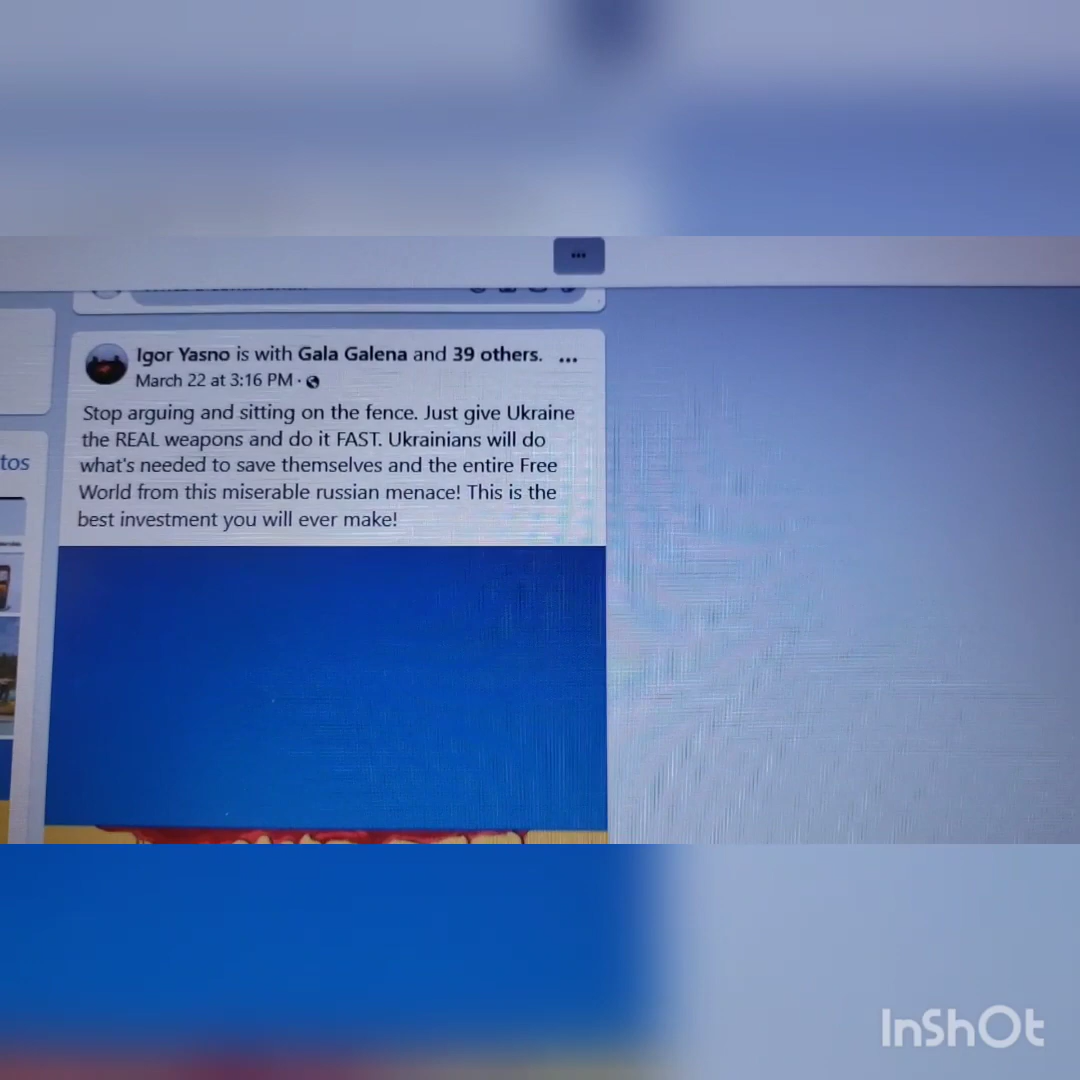 Igor Yasno is with Gala Galena and 39 others.
March 22 at 3:16 PM
Stop arguing and sitting on the fence. Just give Ukraine
the REAL weapons and do it FAST. Ukrainians will do
what's needed to save themselves and the entire Free
World from this miserable russian menace! This is the
best investment you will ever make!
tos
InShOt